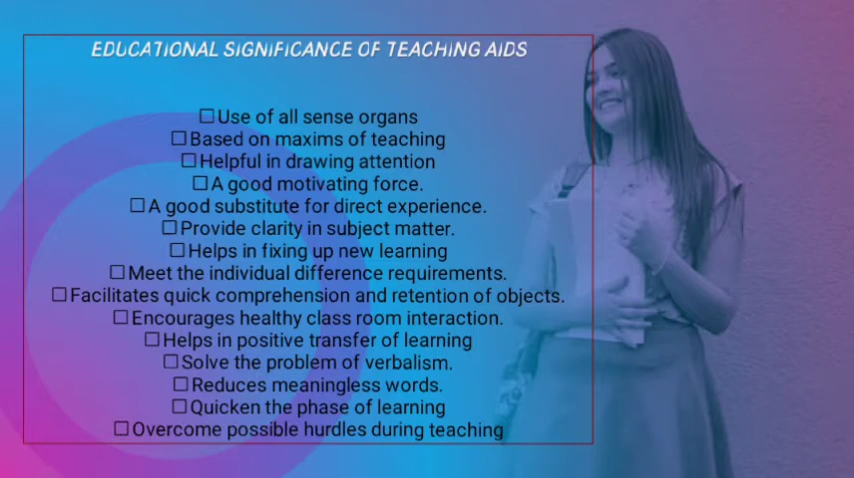 EDUCATIONAL SIGNIFICANCE OF TEACHING AIDS
☐Use of all sense organs
☐Based on maxims of teaching
☐Helpful in drawing attention
☐A good motivating force.
☐A good substitute for direct experience.
☐Provide clarity in subject matter.
☐Helps in fixing up new learning
☐Meet the individual difference requirements.
☐Facilitates quick comprehension and retention of objects.
☐Encourages healthy class room interaction.
☐Helps in positive transfer of learning
☐Solve the problem of verbalism.
☐Reduces meaningless words.
☐Quicken the phase of learning
☐Overcome possible hurdles during teaching